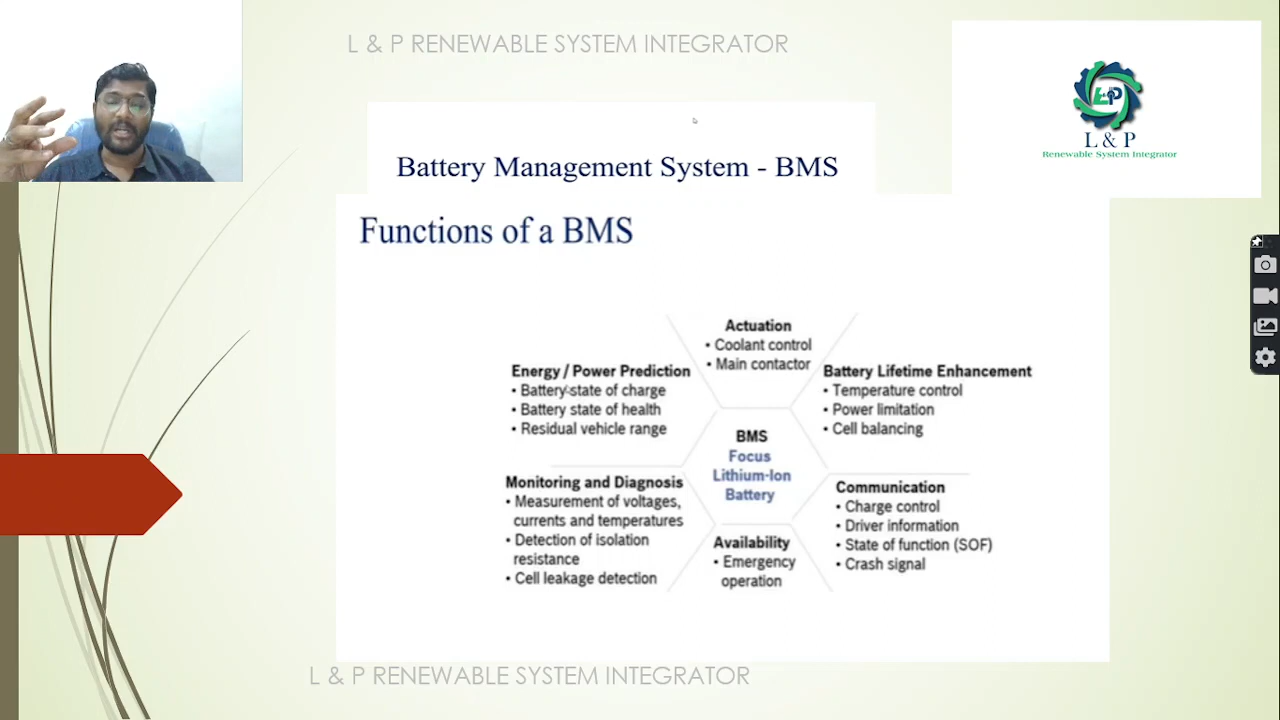 L & P RENEWABLE SYSTEM INTEGRATOR
L&P
L & P
Renewable System Integrator
Battery Management System - BMS
Functions of a BMS
Actuation
• Coolant control
• Main contactor
Energy / Power Prediction
• Battery state of charge
• Battery state of health
• Residual vehicle range
Battery Lifetime Enhancement
• Temperature control
• Power limitation
• Cell balancing
BMS
Focus
Lithium-Ion
Battery
Monitoring and Diagnosis
• Measurement of voltages,
currents and temperatures
• Detection of isolation
resistance
• Cell leakage detection
Communication
• Charge control
• Driver information
• State of function (SOF)
• Crash signal
Availability
• Emergency
operation
L & P RENEWABLE SYSTEM INTEGRATOR